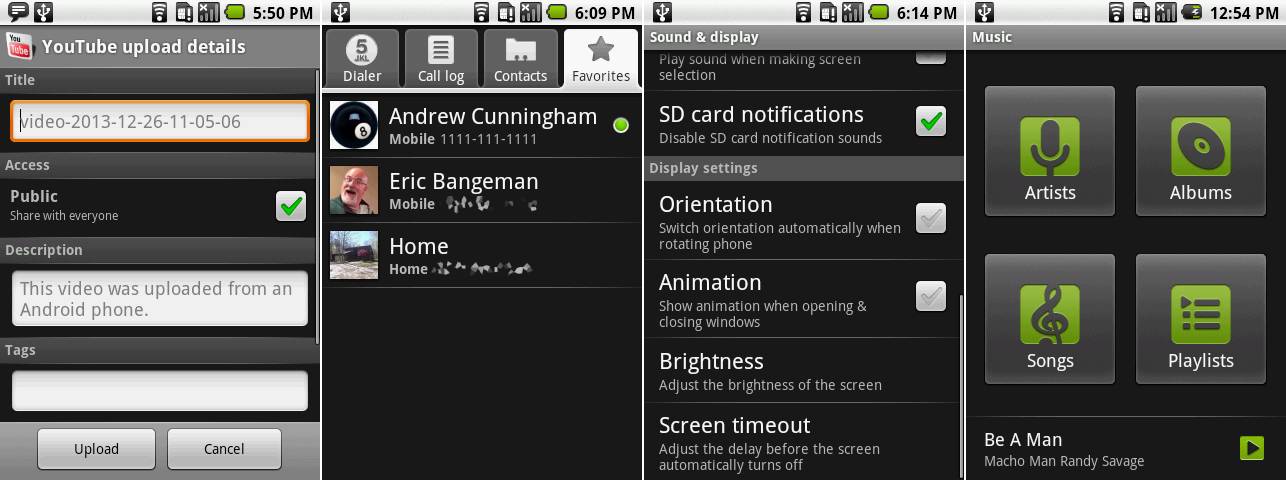 5:50 PM
You
Tube
YouTube upload details
Title
video-2013-12-26-11-05-06
Access
Public
Share with everyone
Description
This video was uploaded from an
Android phone.
Tags
Upload
Cancel
6:09 PM
5
JKL
Dialer
Call log
Contacts
Favorites
8
Andrew Cunningham
Mobile 1111-111-1111
Eric Bangeman
Mobile
Home
Home
6:14 PM
Sound & display
Play sound when making screen
selection
SD card notifications
Disable SD card notification sounds
Display settings
Orientation
Switch orientation automatically when
rotating phone
Animation
Show animation when opening &
closing windows
Brightness
Adjust the brightness of the screen
Screen timeout
Adjust the delay before the screen
automatically turns off
12:54 PM
Music
Artists
Albums
Songs
Playlists
Be A Man
Macho Man Randy Savage